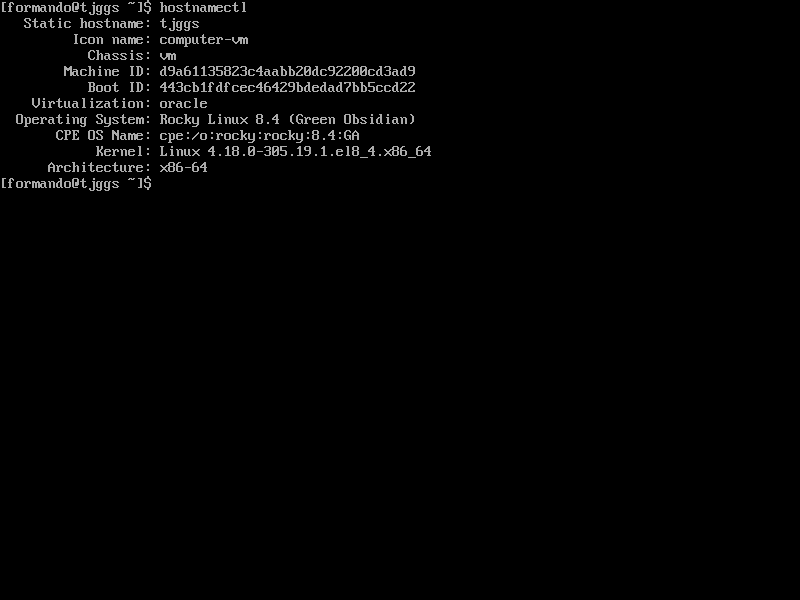 [formando@tjggs ~]$ hostnamectl
Static hostname: tjggs
Icon name: computer-vm
Chassis: vm
Machine ID: d9a61135823c4aabb20dc92200cd3ad9
Boot ID: 443cb1fdfcec46429bdedad7bb5ccd22
Virtualization: oracle
Operating System: Rocky Linux 8.4 (Green Obsidian)
CPE OS Name: cpe:/o:rocky:rocky:8.4:GA
Kernel: Linux 4.18.0-305.19.1.el8_4.x86_64
Architecture: x86-64
[formando@tjggs ~]$